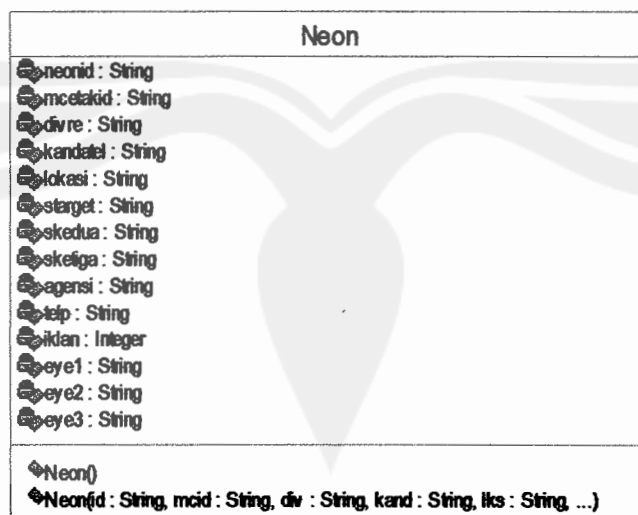 Neon
neonid : String
mcetakid : String
divre : String
kandatel : String
lokasi : String
starget : String
skedua : String
sketiga : String
agensi : String
telp : String
iklan : Integer
eye1 : String
eye2 : String
eye3 : String
Neon()
Neon(id : String, mcid : String, div : String, kand : String, lks : String, ...)